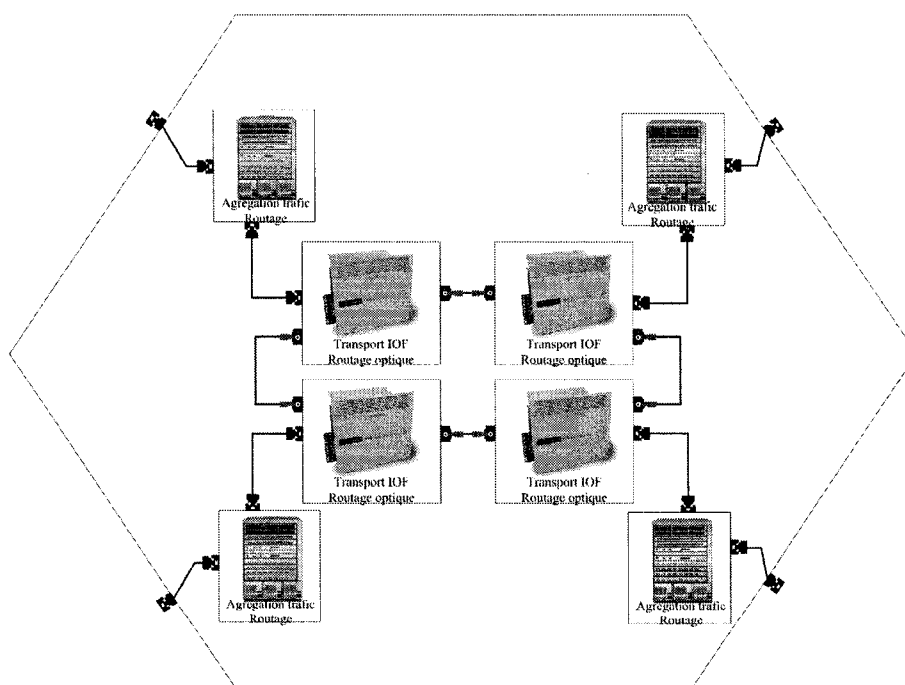 Agregation trafic
Routage
Agregation trafic
Routage
Transport IOF
Routage optique
Transport IOF
Routage optique
Transport IOF
Routage optique
Transport IOF
Routage optique
Agregation trafic
Routage
Agregation trafic
Routage